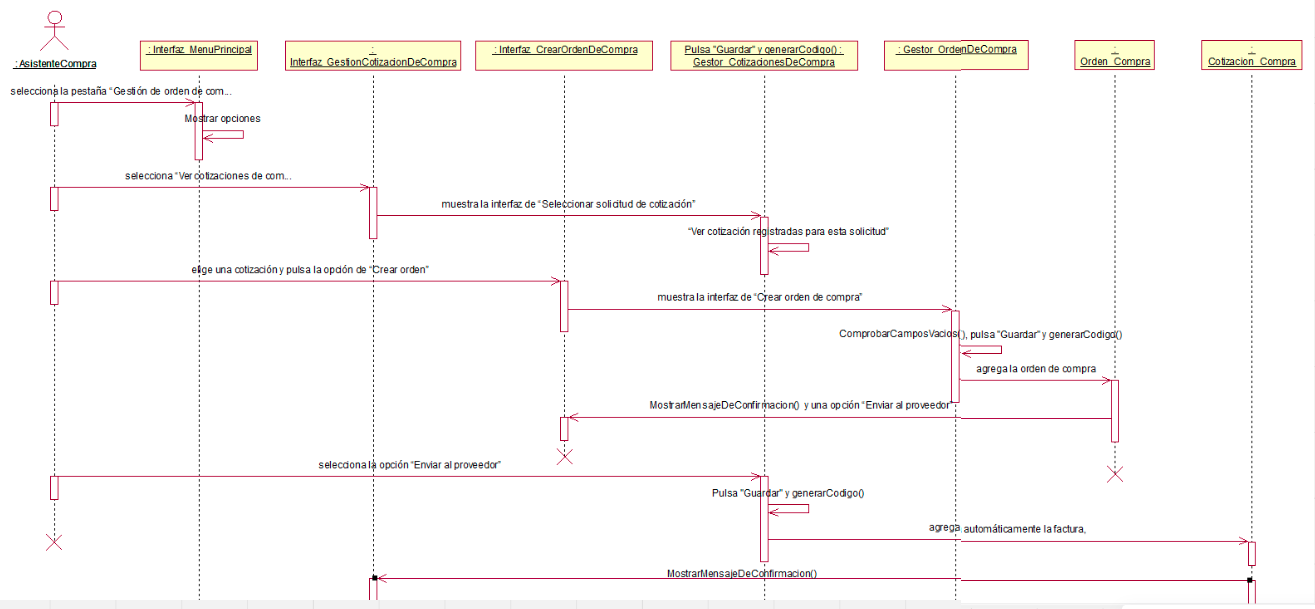 : AsistenteCompra
: Interfaz_MenuPrincipal
:
Interfaz_GestionCotizacionDeCompra
: Interfaz_CrearOrdenDeCompra
Pulsa "Guardar" y generarCodigo() :
Gestor_CotizacionesDeCompra
: Gestor_OrdenDeCompra
:
Orden_Compra
:
Cotizacion_Compra
selecciona la pestaña “Gestión de orden de com...
Mostrar opciones
selecciona “Ver cotizaciones de com...
muestra la interfaz de “Seleccionar solicitud de cotización”
“Ver cotización registradas para esta solicitud”
elige una cotización y pulsa la opción de “Crear orden”
muestra la interfaz de “Crear orden de compra”
ComprobarCamposVacios(), pulsa "Guardar" y generarCodigo()
agrega la orden de compra
MostrarMensajeDeConfirmacion() y una opción “Enviar al proveedor”
selecciona la opción “Enviar al proveedor”
Pulsa "Guardar" y generarCodigo()
agrega automáticamente la factura,
MostrarMensajeDeConfirmacion()